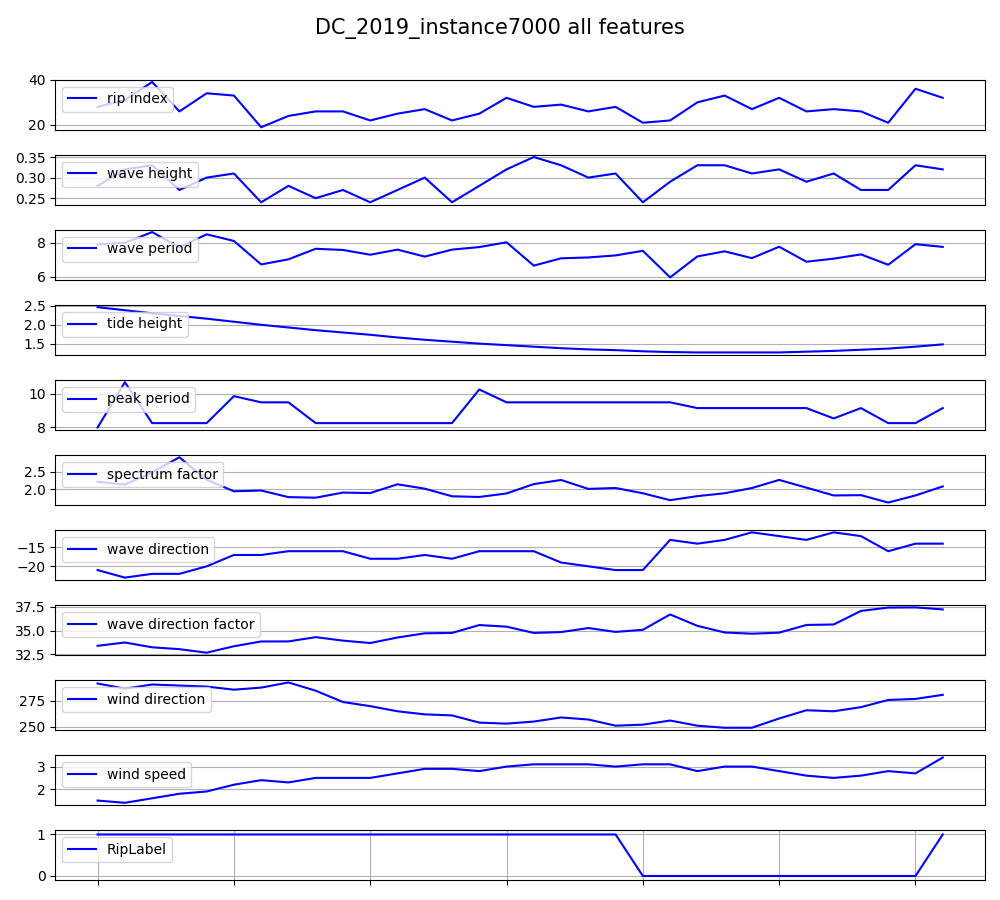 DC_2019_instance7000 all features
40
20
rip index
0.35
0.30
0.25
wave height
8
6
wave period
2.5
2.0
1.5
tide height
10
8
peak period
2.5
2.0
spectrum factor
−15
−20
wave direction
37.5
35.0
32.5
wave direction factor
275
250
wind direction
3
2
wind speed
1
0
RipLabel